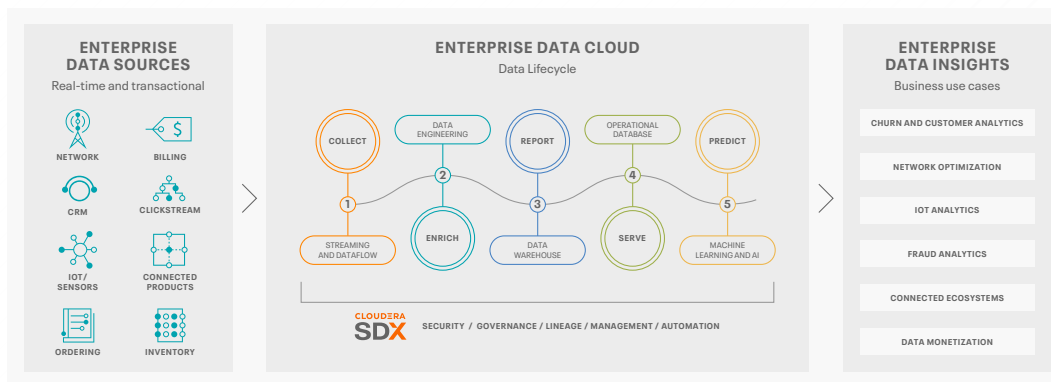 ENTERPRISE
DATA SOURCES
Real-time and transactional
NETWORK
BILLING
CRM
CLICKSTREAM
IOT/
SENSORS
CONNECTED
PRODUCTS
ORDERING
INVENTORY
ENTERPRISE DATA CLOUD
Data Lifecycle
COLLECT
1
STREAMING
AND DATAFLOW
DATA
ENGINEERING
2
ENRICH
REPORT
3
DATA
WAREHOUSE
OPERATIONAL
DATABASE
4
SERVE
PREDICT
5
MACHINE
LEARNING AND AI
CLOUDERA
SDX
SECURITY / GOVERNANCE / LINEAGE / MANAGEMENT / AUTOMATION
ENTERPRISE
DATA INSIGHTS
Business use cases
CHURN AND CUSTOMER ANALYTICS
NETWORK OPTIMIZATION
IOT ANALYTICS
FRAUD ANALYTICS
CONNECTED ECOSYSTEMS
DATA MONETIZATION